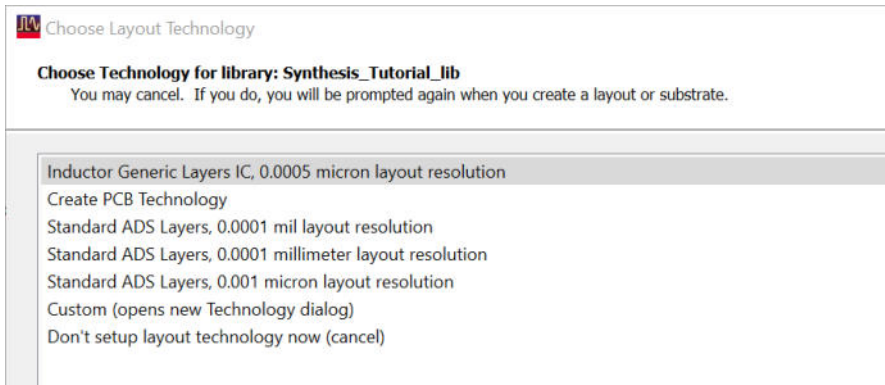 Choose Layout Technology
Choose Technology for library: Synthesis_Tutorial_lib
You may cancel. If you do, you will be prompted again when you create a layout or substrate.
Inductor Generic Layers IC, 0.0005 micron layout resolution
Create PCB Technology
Standard ADS Layers, 0.0001 mil layout resolution
Standard ADS Layers, 0.0001 millimeter layout resolution
Standard ADS Layers, 0.001 micron layout resolution
Custom (opens new Technology dialog)
Don't setup layout technology now (cancel)